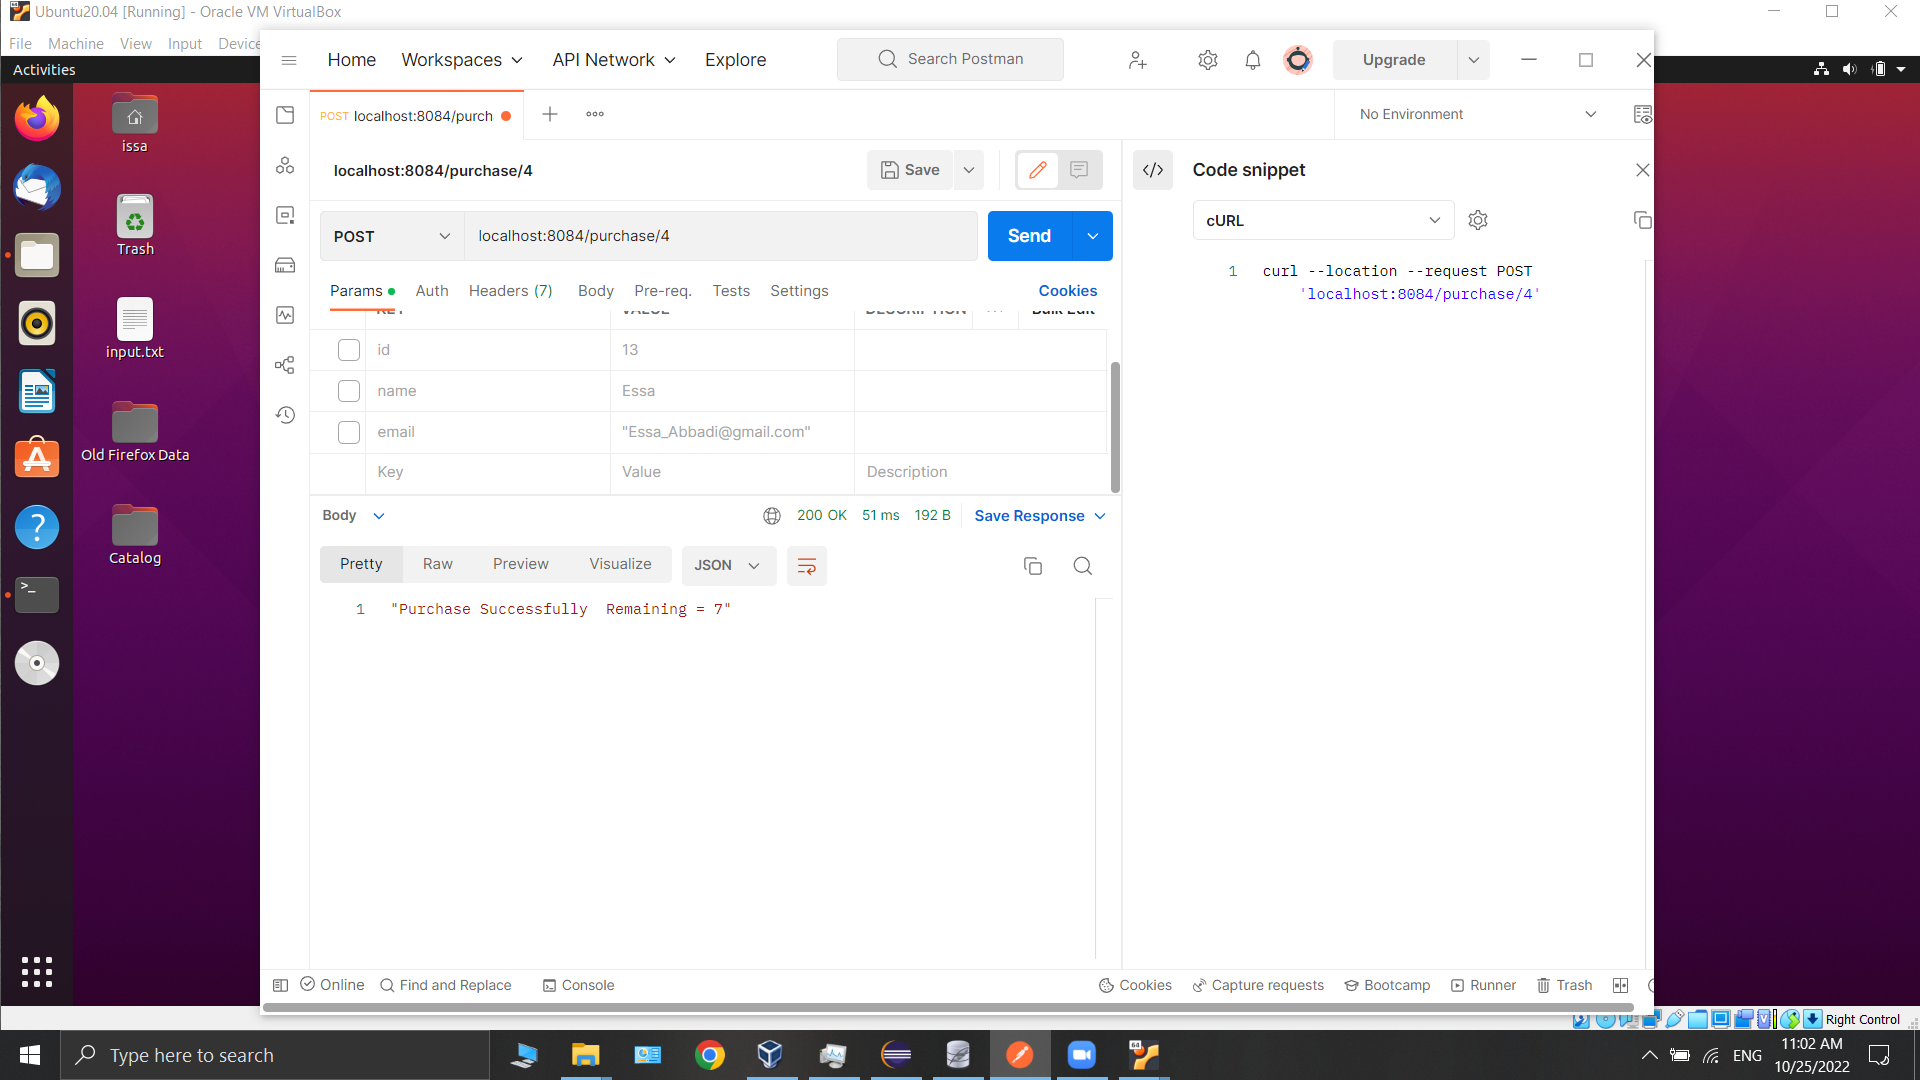 Ubuntu20.04 [Running] - Oracle VM VirtualBox
File Machine View Input Device
Activities
Home Workspaces API Network Explore
Search Postman
Upgrade
POST localhost:8084/purch
No Environment
localhost:8084/purchase/4
Save
Code snippet
POST
localhost:8084/purchase/4
Send
cURL
1 curl --location --request POST
'localhost:8084/purchase/4'
Params Auth Headers (7) Body Pre-req. Tests Settings Cookies
KEY VALUE DESCRIPTION Bulk Edit
id 13
name Essa
email "Essa_Abbadi@gmail.com"
Key Value Description
Body
200 OK 51 ms 192 B Save Response
Pretty Raw Preview Visualize JSON
1 "Purchase Successfully  Remaining = 7"
Online Find and Replace Console
Cookies Capture requests Bootcamp Runner Trash
issa
Trash
input.txt
Old Firefox Data
Catalog
Right Control
Type here to search
64
ENG
11:02 AM
10/25/2022